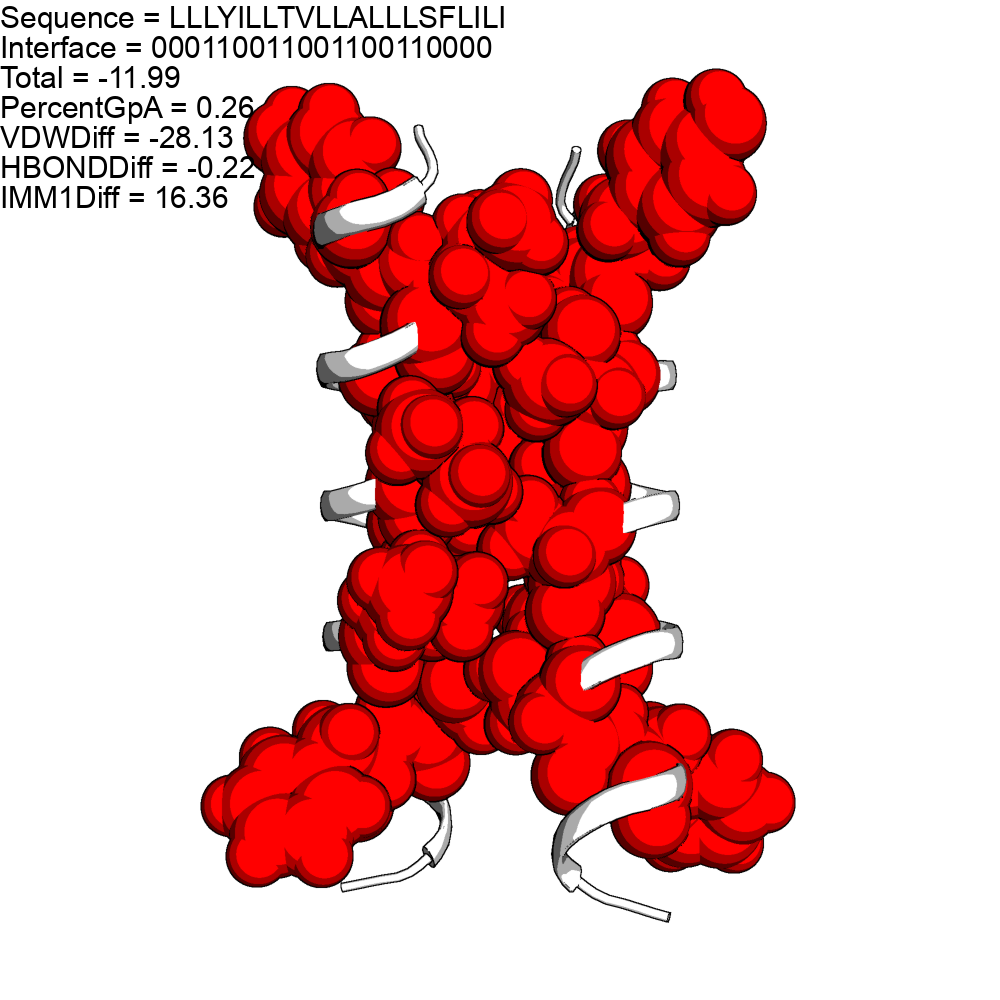 Sequence = LLLYILLTVLLALLLSFLILI
Interface = 000110011001100110000
Total = -11.99
PercentGpA = 0.26
VDWDiff = -28.13
HBONDDiff = -0.22
IMM1Diff = 16.36